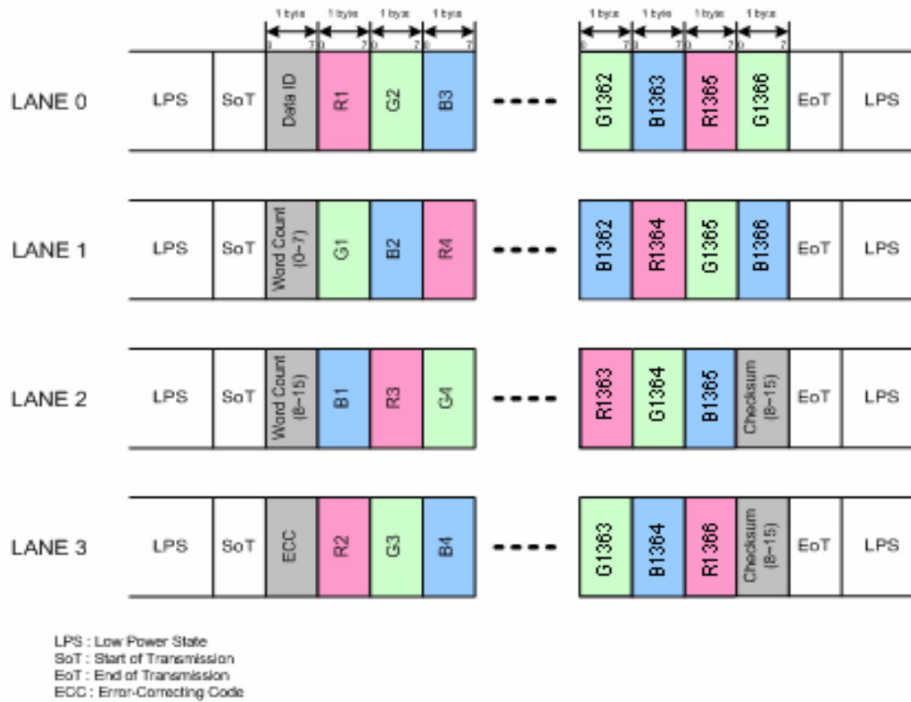 1 byte 1 byte 1 byte 1 byte 1 byte 1 byte 1 byte 1 byte
0 7 0 7 0 7 0 7 0 7 0 7 0 7 0 7
LANE 0 LPS SoT Data ID R1 G2 B3 G1362 B1363 R1365 G1366 EoT LPS
LANE 1 LPS SoT Word Count (0~7) G1 B2 R4 B1362 R1364 G1365 B1366 EoT LPS
LANE 2 LPS SoT Word Count (8~15) B1 R3 G4 R1363 G1364 B1365 Checksum (8~15) EoT LPS
LANE 3 LPS SoT ECC R2 G3 B4 G1363 B1364 R1366 Checksum (8~15) EoT LPS
LPS : Low Power State
SoT : Start of Transmission
EoT : End of Transmission
ECC : Error-Correcting Code